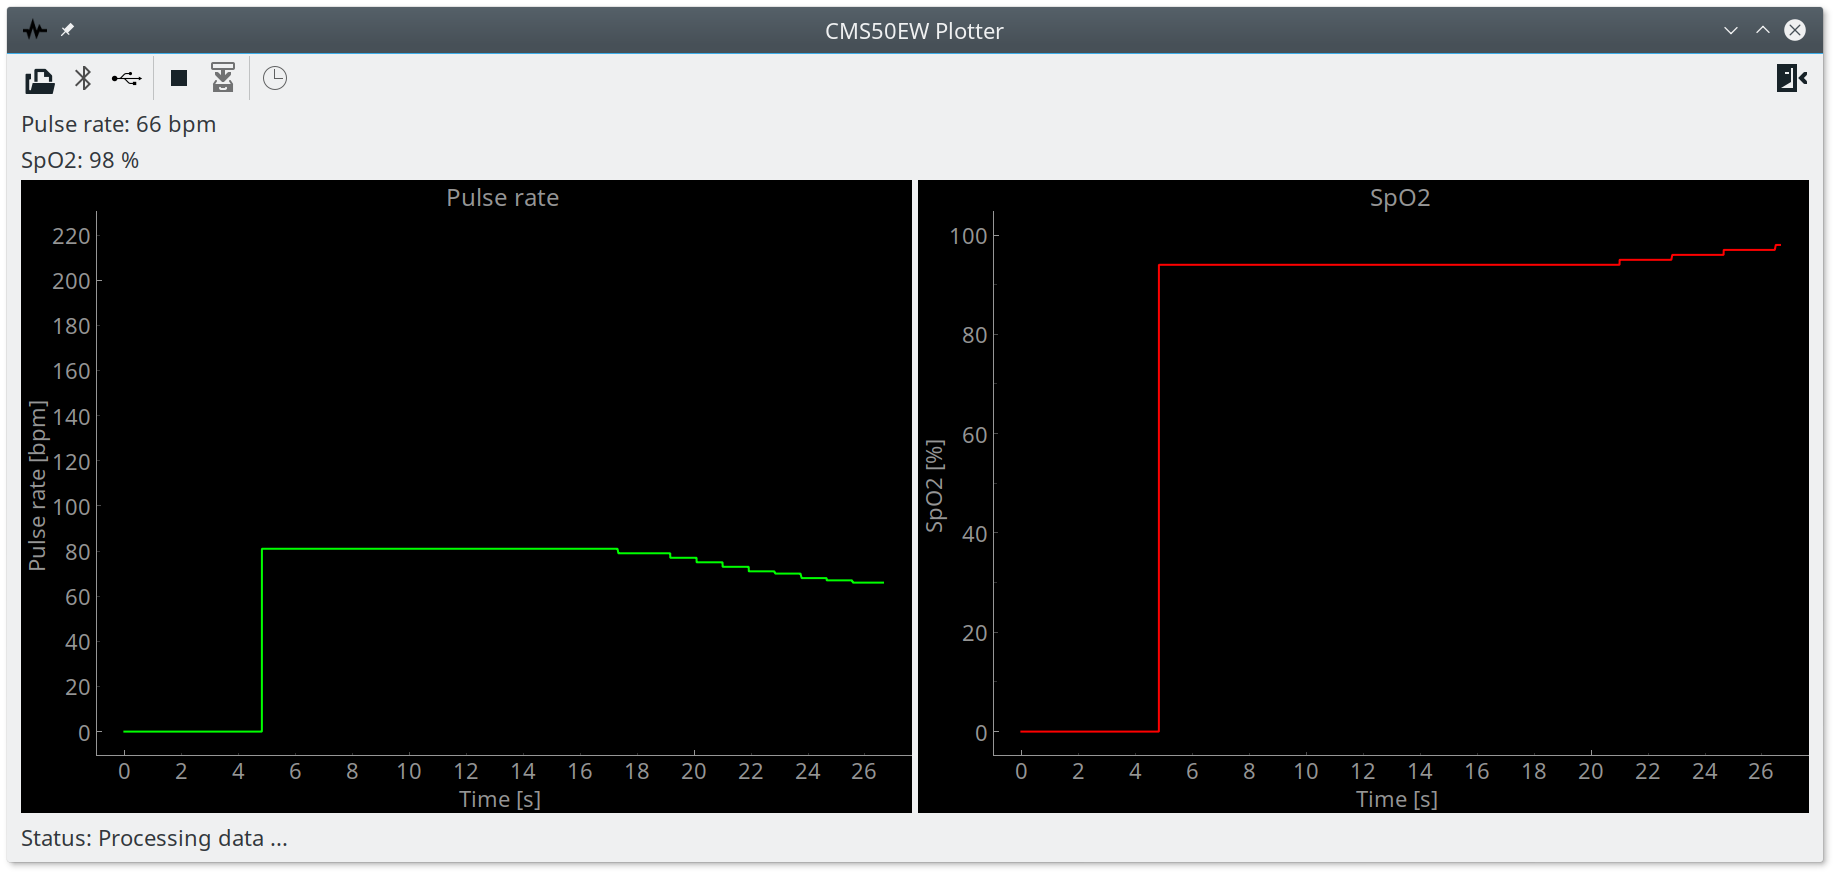 CMS50EW Plotter
Pulse rate: 66 bpm
SpO2: 98 %
Pulse rate
220
200
180
160
140
120
100
80
60
40
20
0
Pulse rate [bpm]
0 2 4 6 8 10 12 14 16 18 20 22 24 26
Time [s]
SpO2
100
80
60
40
20
0
SpO2 [%]
0 2 4 6 8 10 12 14 16 18 20 22 24 26
Time [s]
Status: Processing data ...